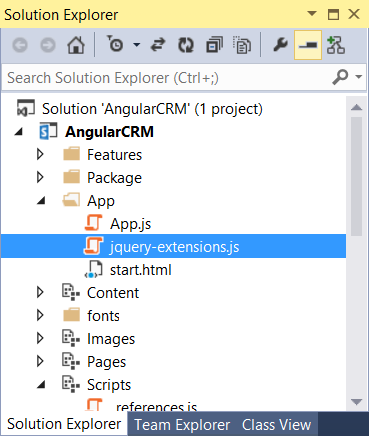 Solution Explorer
Search Solution Explorer (Ctrl+;)
Solution 'AngularCRM' (1 project)
AngularCRM
Features
Package
App
App.js
jquery-extensions.js
start.html
Content
fonts
Images
Pages
Scripts
_references.js
Solution Explorer Team Explorer Class View